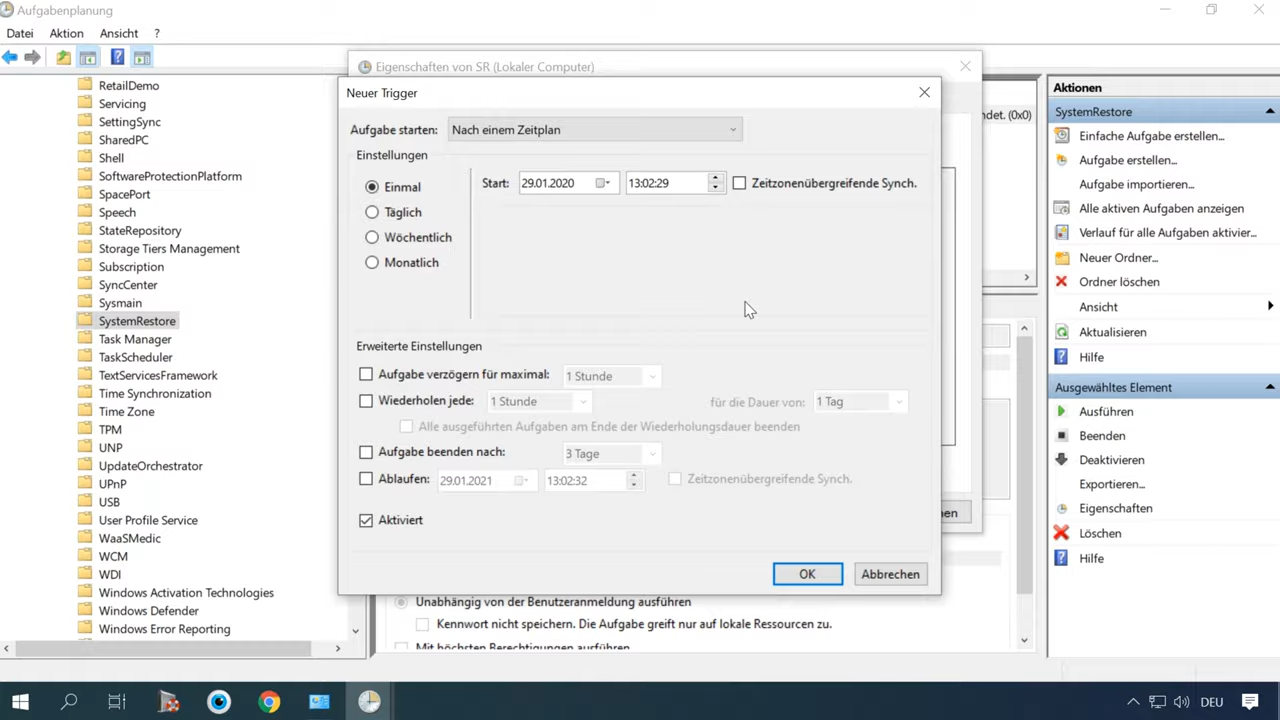 Aufgabenplanung
Datei Aktion Ansicht ?
RetailDemo
Servicing
SettingSync
SharedPC
Shell
SoftwareProtectionPlatform
SpacePort
Speech
StateRepository
Storage Tiers Management
Subscription
SyncCenter
Sysmain
SystemRestore
Task Manager
TaskScheduler
TextServicesFramework
Time Synchronization
Time Zone
TPM
UNP
UpdateOrchestrator
UPnP
USB
User Profile Service
WaaSMedic
WCM
WDI
Windows Activation Technologies
Windows Defender
Windows Error Reporting
Eigenschaften von SR (Lokaler Computer)
Neuer Trigger
Aufgabe starten: Nach einem Zeitplan
Einstellungen
Einmal
Täglich
Wöchentlich
Monatlich
Start: 29.01.2020 13:02:29 Zeitzonenübergreifende Synch.
Erweiterte Einstellungen
Aufgabe verzögern für maximal: 1 Stunde
Wiederholen jede: 1 Stunde für die Dauer von: 1 Tag
Alle ausgeführten Aufgaben am Ende der Wiederholungsdauer beenden
Aufgabe beenden nach: 3 Tage
Ablaufen: 29.01.2021 13:02:32 Zeitzonenübergreifende Synch.
Aktiviert
OK Abbrechen
ndet. (0x0)
nen
Unabhängig von der Benutzeranmeldung ausführen
Kennwort nicht speichern. Die Aufgabe greift nur auf lokale Ressourcen zu.
Mit höchsten Berechtigungen ausführen
Aktionen
SystemRestore
Einfache Aufgabe erstellen...
Aufgabe erstellen...
Aufgabe importieren...
Alle aktiven Aufgaben anzeigen
Verlauf für alle Aufgaben aktivier...
Neuer Ordner...
Ordner löschen
Ansicht
Aktualisieren
Hilfe
Ausgewähltes Element
Ausführen
Beenden
Deaktivieren
Exportieren...
Eigenschaften
Löschen
Hilfe
DEU